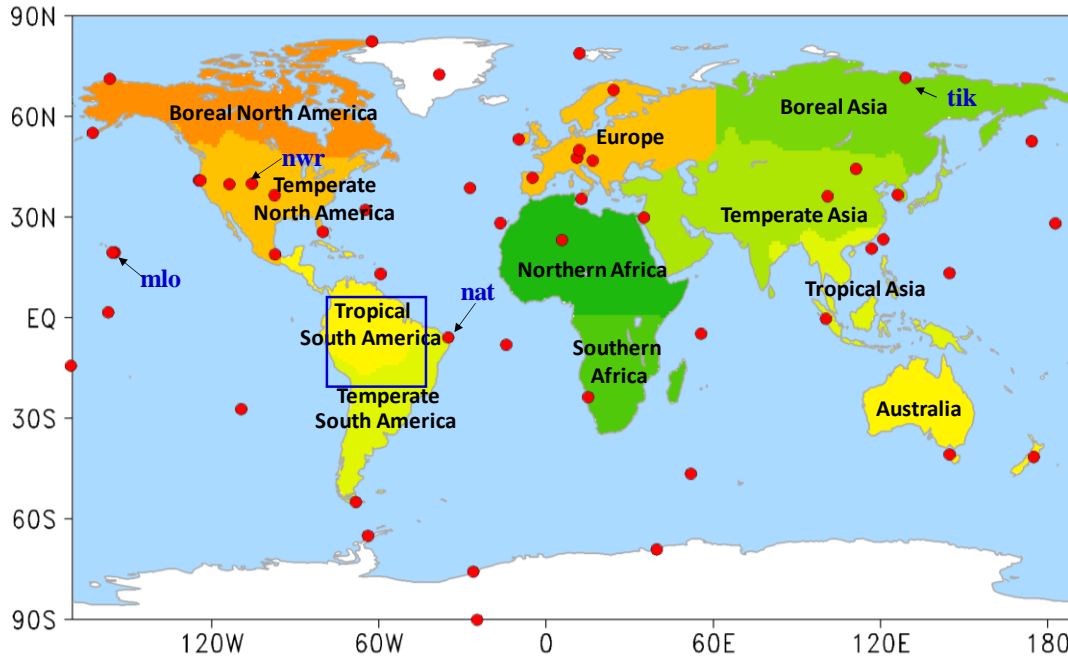 90N
60N
30N
EQ
30S
60S
90S
Boreal North America
nwr
Temperate
North America
mlo
Tropical
South America
nat
Temperate
South America
Europe
Northern Africa
Southern
Africa
Boreal Asia
tik
Temperate Asia
Tropical Asia
Australia
120W
60W
0
60E
120E
180